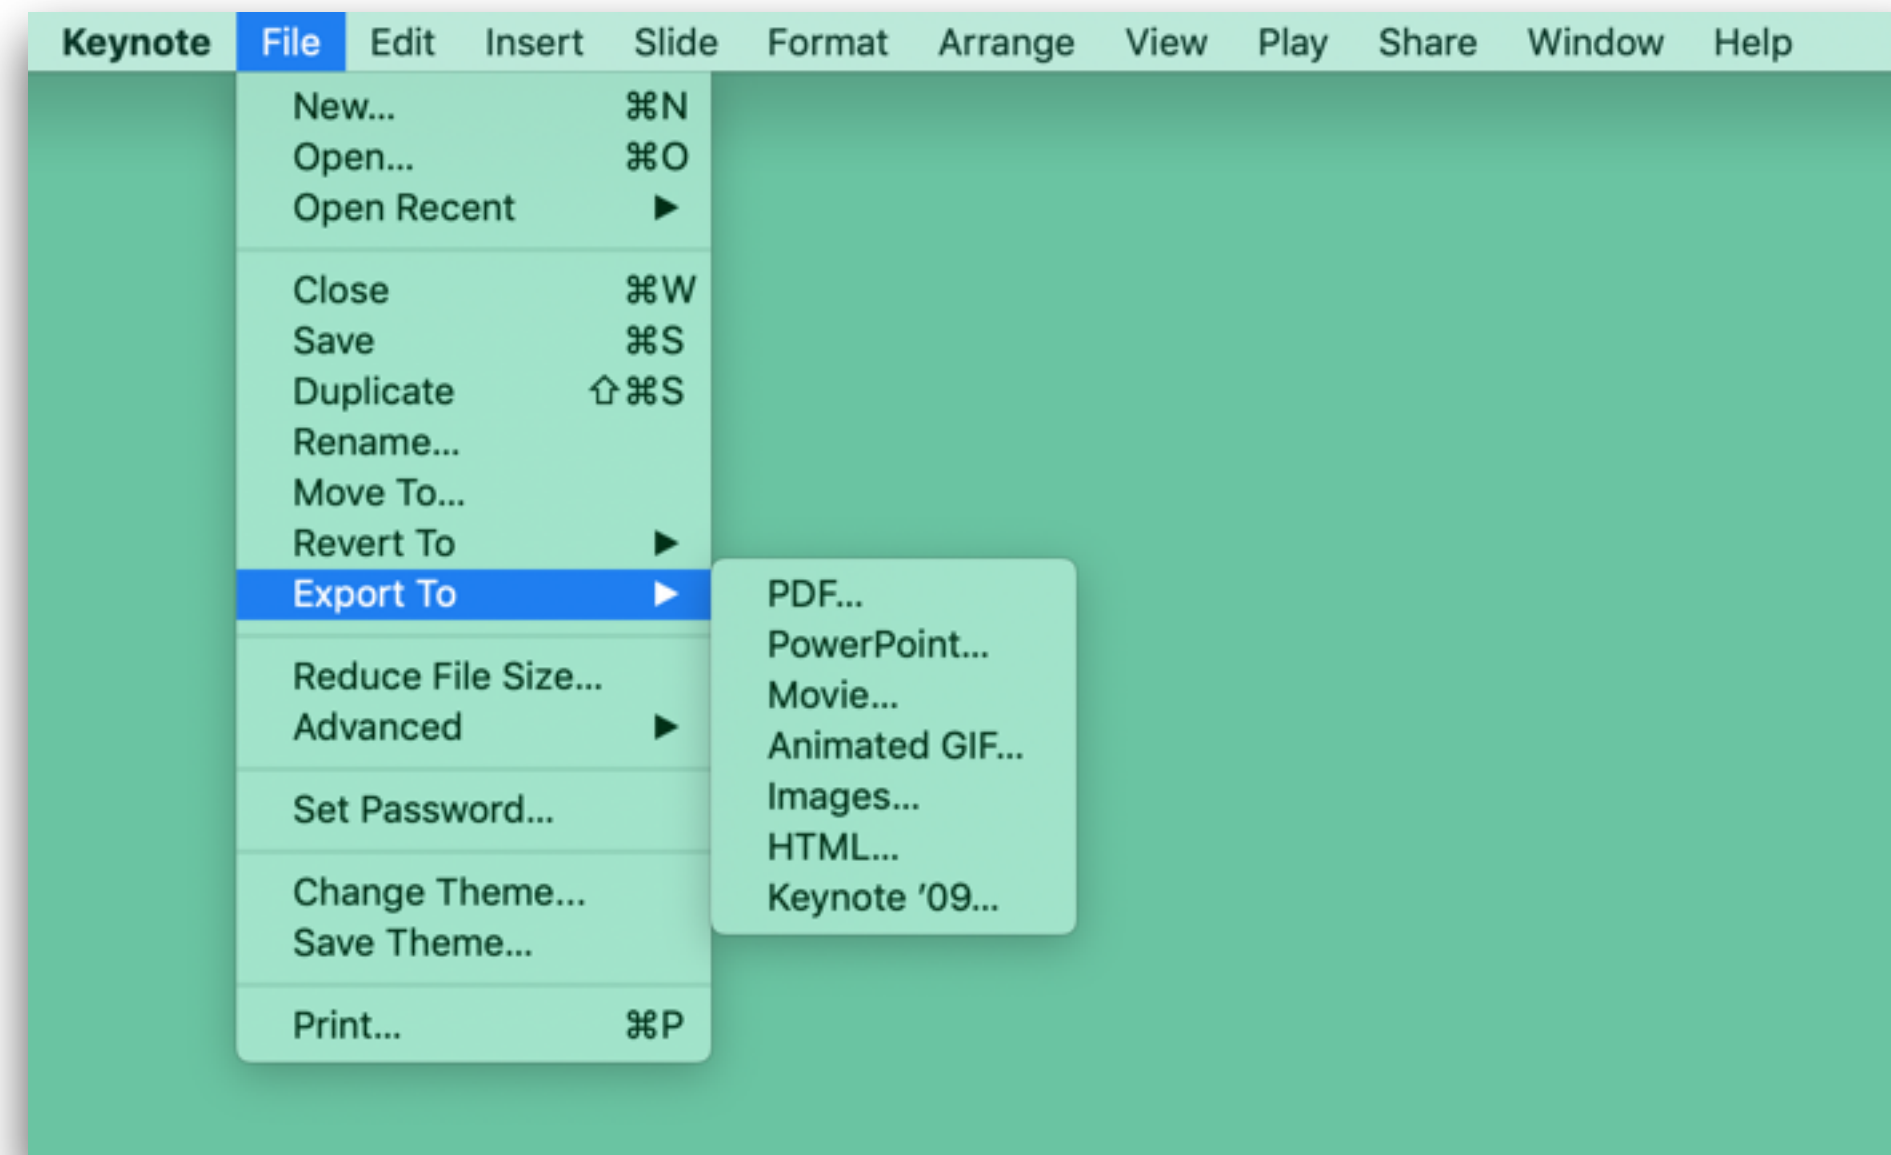 Keynote File Edit Insert Slide Format Arrange View Play Share Window Help
New... ⌘N
Open... ⌘O
Open Recent ▶
Close ⌘W
Save ⌘S
Duplicate ⇧⌘S
Rename...
Move To...
Revert To ▶
Export To ▶
Reduce File Size...
Advanced ▶
Set Password...
Change Theme...
Save Theme...
Print... ⌘P
PDF...
PowerPoint...
Movie...
Animated GIF...
Images...
HTML...
Keynote ’09...